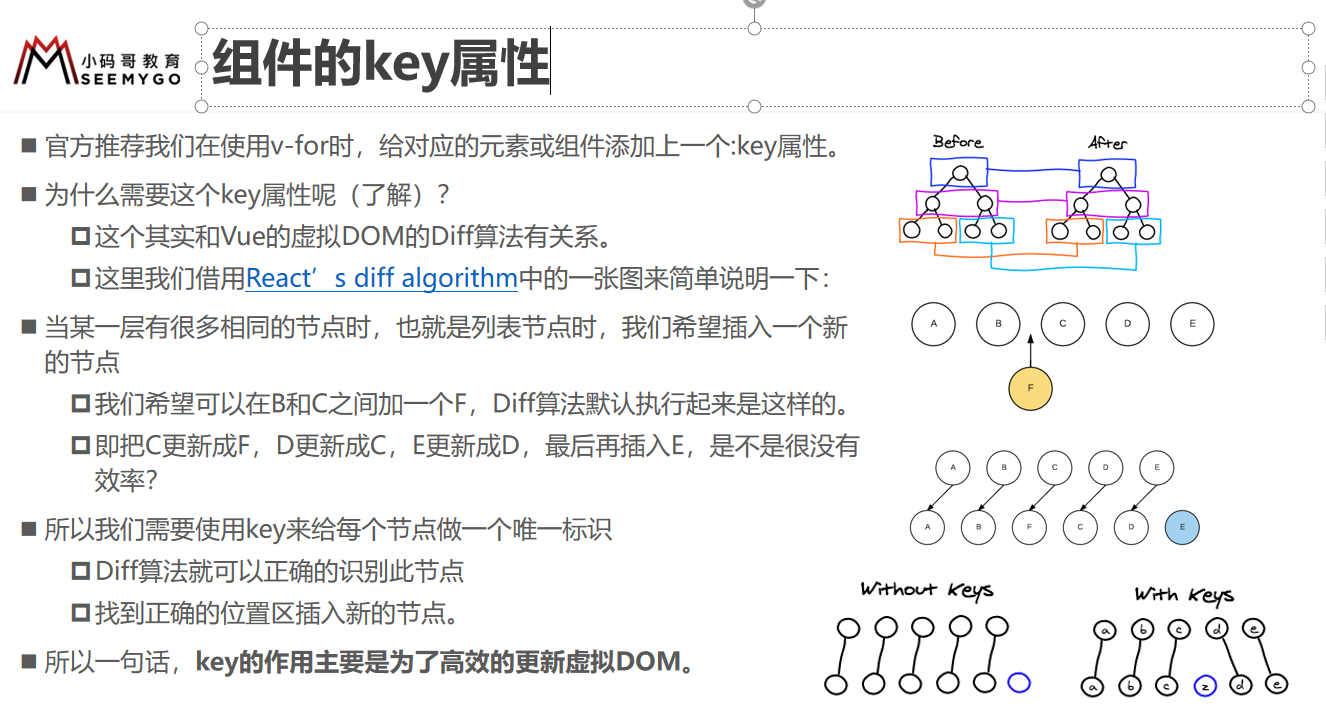 小码哥教育
SEEMYGO
组件的key属性
官方推荐我们在使用v-for时，给对应的元素或组件添加上一个:key属性。
为什么需要这个key属性呢（了解）？
这个其实和Vue的虚拟DOM的Diff算法有关系。
这里我们借用React’s diff algorithm中的一张图来简单说明一下：
当某一层有很多相同的节点时，也就是列表节点时，我们希望插入一个新
的节点
我们希望可以在B和C之间加一个F，Diff算法默认执行起来是这样的。
即把C更新成F，D更新成C，E更新成D，最后再插入E，是不是很没有
效率？
所以我们需要使用key来给每个节点做一个唯一标识
Diff算法就可以正确的识别此节点
找到正确的位置区插入新的节点。
所以一句话，key的作用主要是为了高效的更新虚拟DOM。
Before After
A B C D E
F
A B C D E
A B F C D E
Without Keys
With Keys
a b c d e
a b c z d e